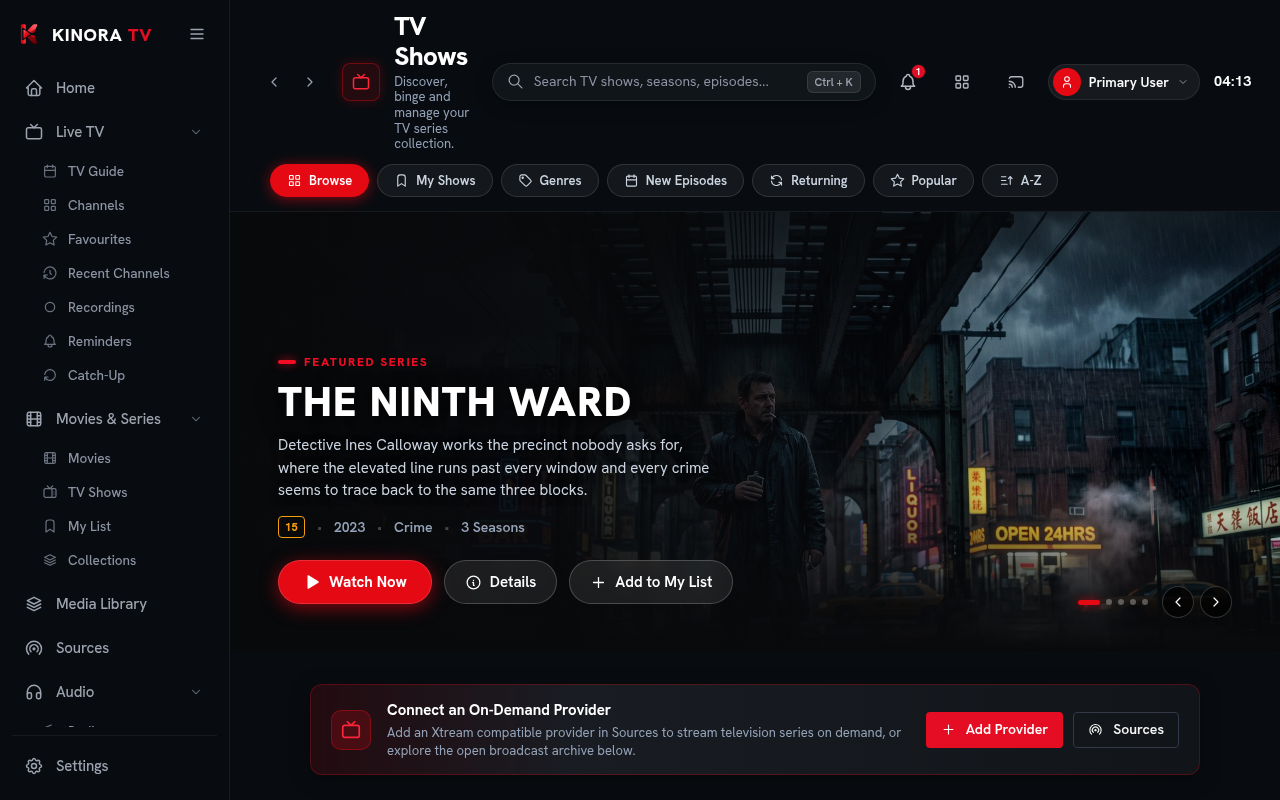 KINORA TV
Home
Live TV
TV Guide
Channels
Favourites
Recent Channels
Recordings
Reminders
Catch-Up
Movies & Series
Movies
TV Shows
My List
Collections
Media Library
Sources
Audio
Settings
TV
Shows
Discover,
binge and
manage your
TV series
collection.
Search TV shows, seasons, episodes...
Ctrl + K
1
Primary User
04:13
Browse
My Shows
Genres
New Episodes
Returning
Popular
A-Z
FEATURED SERIES
THE NINTH WARD
Detective Ines Calloway works the precinct nobody asks for,
where the elevated line runs past every window and every crime
seems to trace back to the same three blocks.
15 • 2023 • Crime • 3 Seasons
Watch Now
Details
Add to My List
LIQUOR
OPEN 24HRS
Connect an On-Demand Provider
Add an Xtream compatible provider in Sources to stream television series on demand, or
explore the open broadcast archive below.
Add Provider
Sources